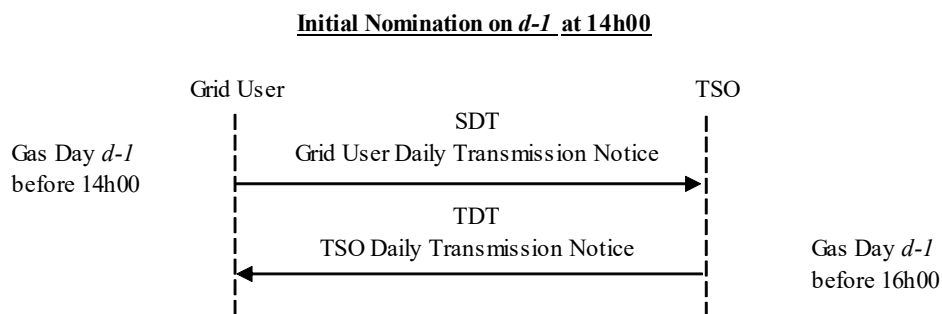 Initial Nomination on d-1 at 14h00
Grid User
TSO
SDT
Gas Day d-1
before 14h00
Grid User Daily Transmission Notice
TDT
TSO Daily Transmission Notice
Gas Day d-1
before 16h00